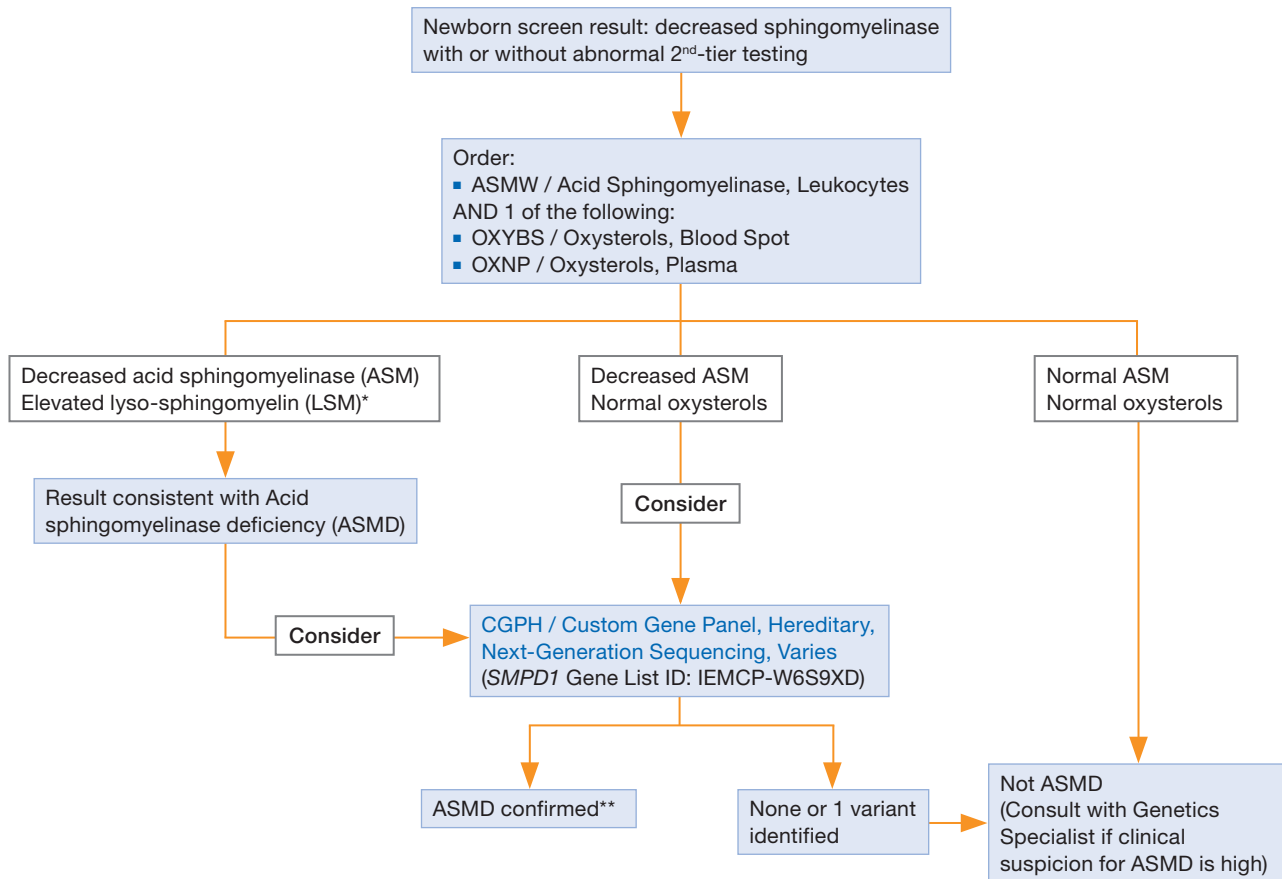 Newborn screen result: decreased sphingomyelinase
with or without abnormal 2nd-tier testing
Order:
▪ ASMW / Acid Sphingomyelinase, Leukocytes
AND 1 of the following:
▪ OXYBS / Oxysterols, Blood Spot
▪ OXNP / Oxysterols, Plasma
Decreased acid sphingomyelinase (ASM)
Elevated lyso-sphingomyelin (LSM)*
Decreased ASM
Normal oxysterols
Normal ASM
Normal oxysterols
Result consistent with Acid
sphingomyelinase deficiency (ASMD)
Consider
Consider
CGPH / Custom Gene Panel, Hereditary,
Next-Generation Sequencing, Varies
(SMPD1 Gene List ID: IEMCP-W6S9XD)
ASMD confirmed**
None or 1 variant
identified
Not ASMD
(Consult with Genetics
Specialist if clinical
suspicion for ASMD is high)